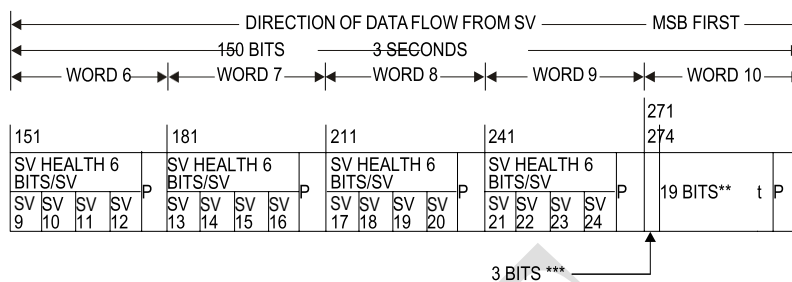 DIRECTION OF DATA FLOW FROM SV MSB FIRST
150 BITS 3 SECONDS
WORD 6 WORD 7 WORD 8 WORD 9 WORD 10
271
151 181 211 241 274
SV HEALTH 6 SV HEALTH 6 SV HEALTH 6 SV HEALTH 6
BITS/SV P BITS/SV P BITS/SV P BITS/SV P 19 BITS** t P
SV SV SV SV SV SV SV SV SV SV SV SV SV SV SV SV
9 10 11 12 13 14 15 16 17 18 19 20 21 22 23 24
3 BITS ***